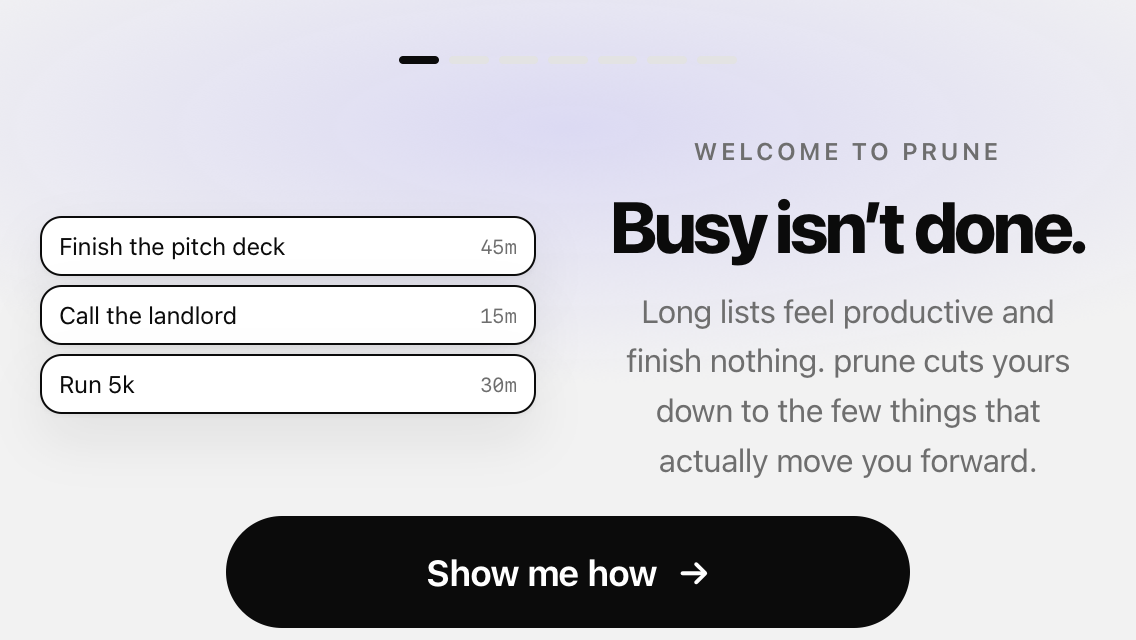 WELCOME TO PRUNE
Busy isn’t done.
Long lists feel productive and
finish nothing. prune cuts yours
down to the few things that
actually move you forward.
Finish the pitch deck 45m
Call the landlord 15m
Run 5k 30m
Show me how →